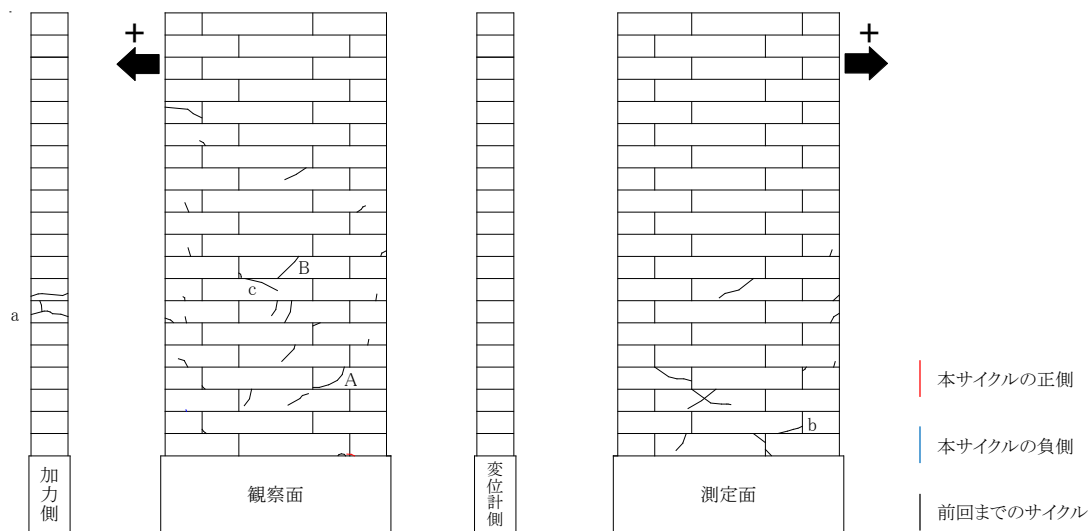 +
+
B
c
a
A
b
本サイクルの正側
本サイクルの負側
前回までのサイクル
加力側
観察面
変位計側
測定面